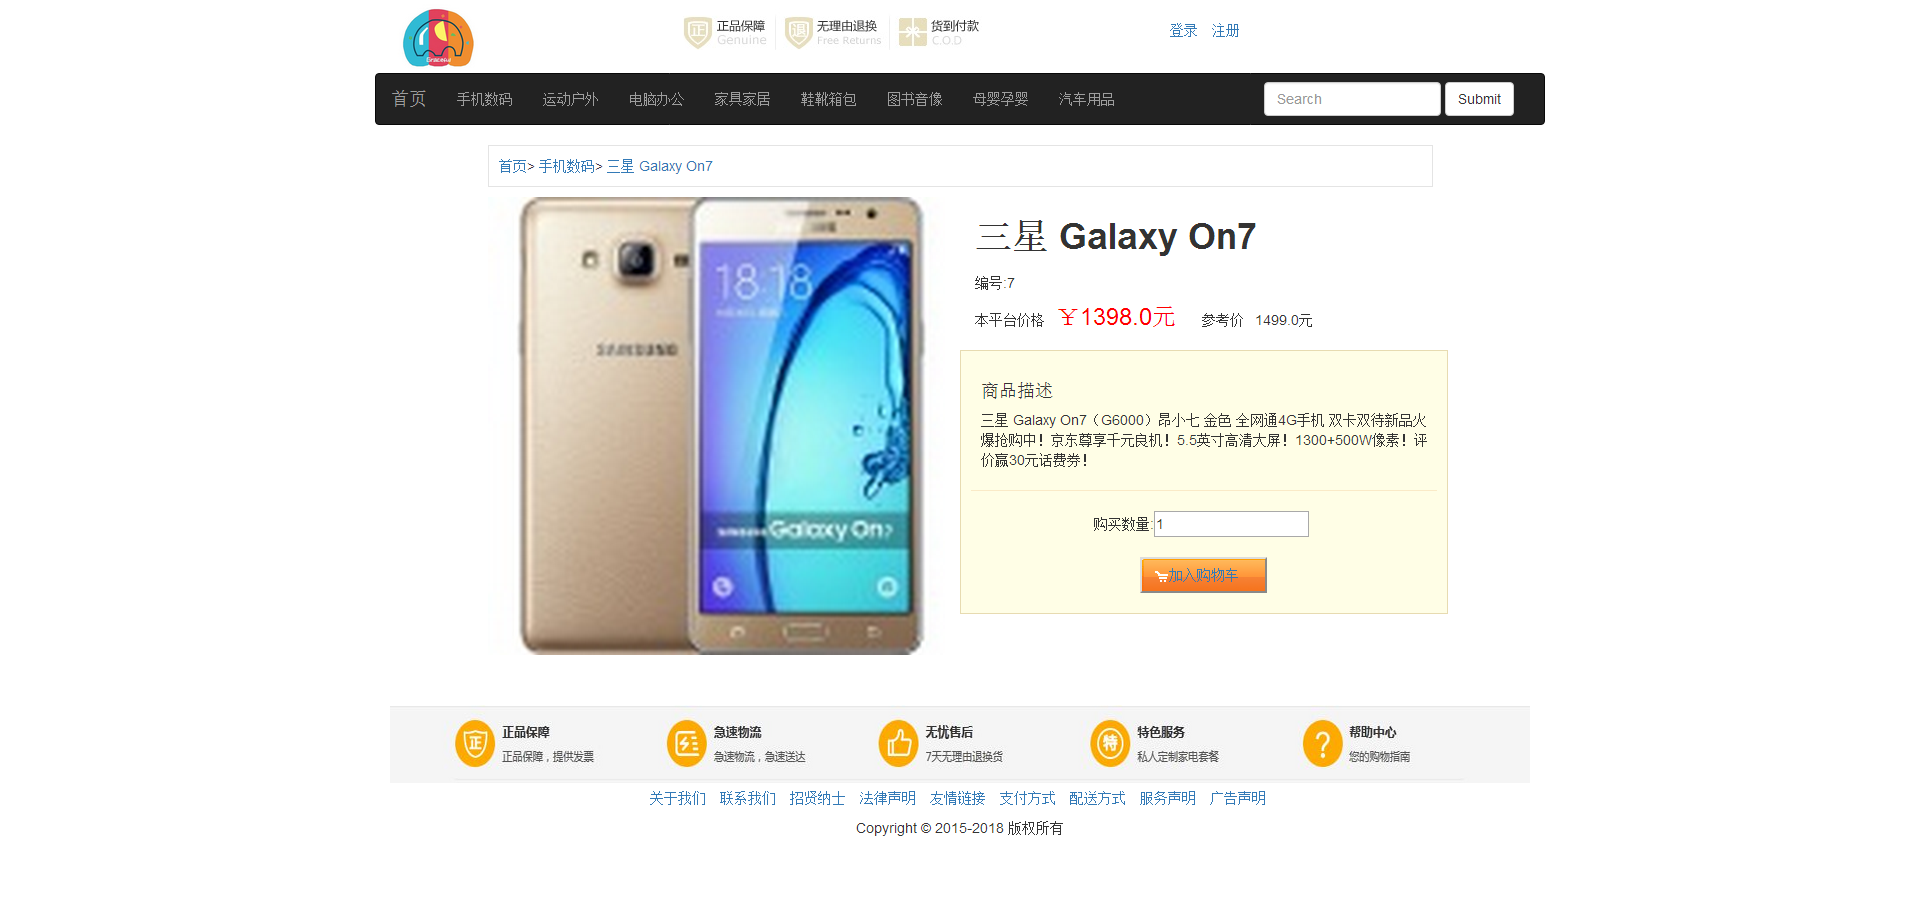 Graceful
正品保障
Genuine
无理由退换
Free Returns
货到付款
C.O.D
登录 注册
首页 手机数码 运动户外 电脑办公 家具家居 鞋靴箱包 图书音像 母婴孕婴 汽车用品 Search Submit
首页> 手机数码> 三星 Galaxy On7
18:18
SAMSUNG
SAMSUNG Galaxy On7
三星 Galaxy On7
编号:7
本平台价格 ￥1398.0元 参考价 1499.0元
商品描述
三星 Galaxy On7（G6000）昂小七 金色 全网通4G手机 双卡双待新品火
爆抢购中！京东尊享千元良机！5.5英寸高清大屏！1300+500W像素！评
价赢30元话费券！
购买数量:1
加入购物车
正 正品保障
正品保障，提供发票
急速物流
急速物流，急速送达
无忧售后
7天无理由退换货
特 特色服务
私人定制家电套餐
? 帮助中心
您的购物指南
关于我们 联系我们 招贤纳士 法律声明 友情链接 支付方式 配送方式 服务声明 广告声明
Copyright © 2015-2018 版权所有